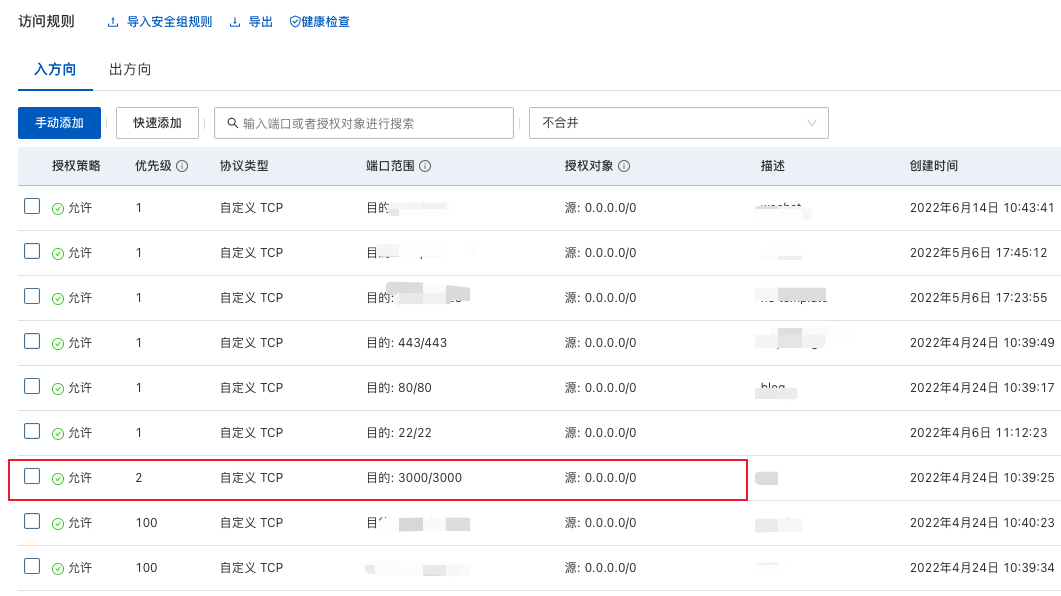 访问规则 导入安全组规则 导出 健康检查
入方向 出方向
手动添加 快速添加 输入端口或者授权对象进行搜索 不合并
授权策略 优先级 协议类型 端口范围 授权对象 描述 创建时间
允许 1 自定义 TCP 目的 源: 0.0.0.0/0 2022年6月14日 10:43:41
允许 1 自定义 TCP 目 源: 0.0.0.0/0 2022年5月6日 17:45:12
允许 1 自定义 TCP 目的: 源: 0.0.0.0/0 2022年5月6日 17:23:55
允许 1 自定义 TCP 目的: 443/443 源: 0.0.0.0/0 2022年4月24日 10:39:49
允许 1 自定义 TCP 目的: 80/80 源: 0.0.0.0/0 blog 2022年4月24日 10:39:17
允许 1 自定义 TCP 目的: 22/22 源: 0.0.0.0/0 2022年4月6日 11:12:23
允许 2 自定义 TCP 目的: 3000/3000 源: 0.0.0.0/0 2022年4月24日 10:39:25
允许 100 自定义 TCP 目 源: 0.0.0.0/0 2022年4月24日 10:40:23
允许 100 自定义 TCP 源: 0.0.0.0/0 2022年4月24日 10:39:34